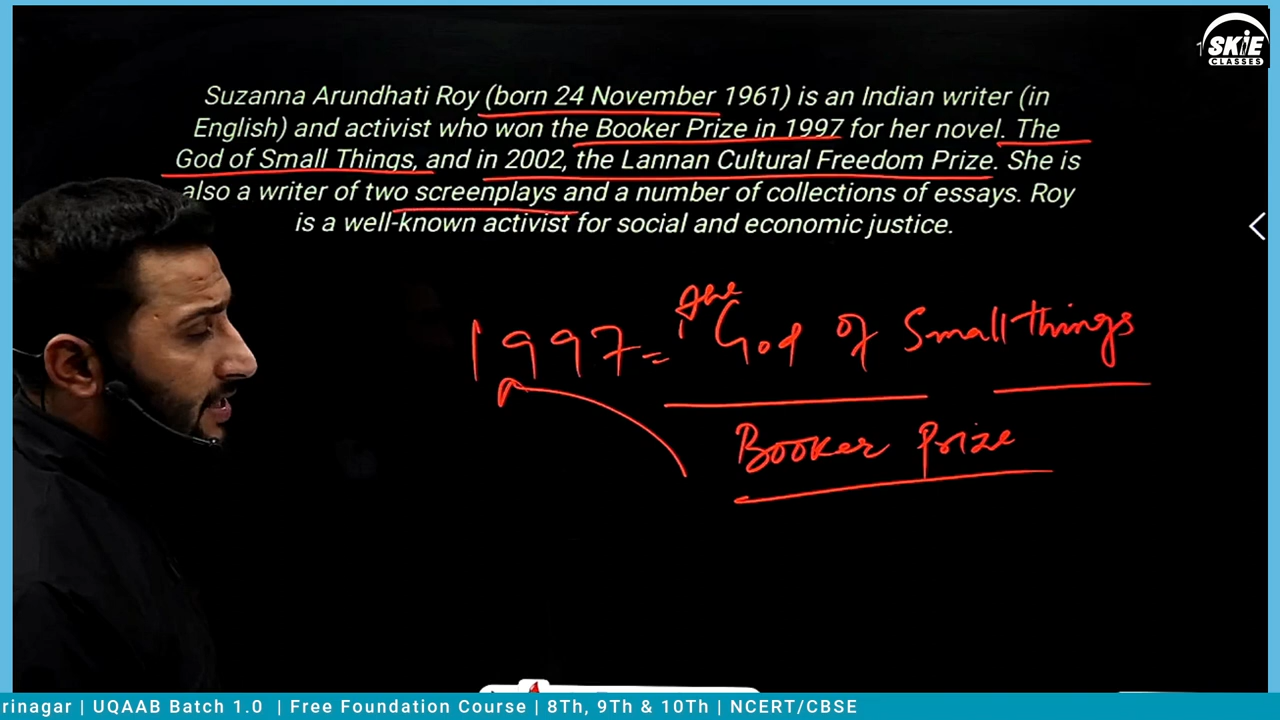 SKIE
CLASSES
Suzanna Arundhati Roy (born 24 November 1961) is an Indian writer (in
English) and activist who won the Booker Prize in 1997 for her novel. The
God of Small Things, and in 2002, the Lannan Cultural Freedom Prize. She is
also a writer of two screenplays and a number of collections of essays. Roy
is a well-known activist for social and economic justice.
the
1997 = God of Small things
Booker Prize
rinagar | UQAAB Batch 1.0 | Free Foundation Course | 8Th, 9Th & 10Th | NCERT/CBSE